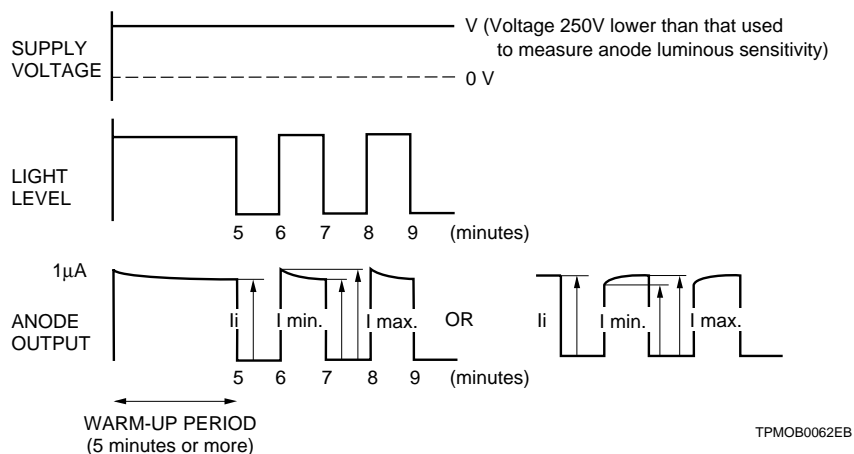 V (Voltage 250V lower than that used
to measure anode luminous sensitivity)
SUPPLY
VOLTAGE
0 V
LIGHT
LEVEL
5 6 7 8 9 (minutes)
1µA
ANODE
OUTPUT
Ii I min. I max. OR Ii I min. I max.
5 6 7 8 9 (minutes)
WARM-UP PERIOD
(5 minutes or more)
TPMOB0062EB